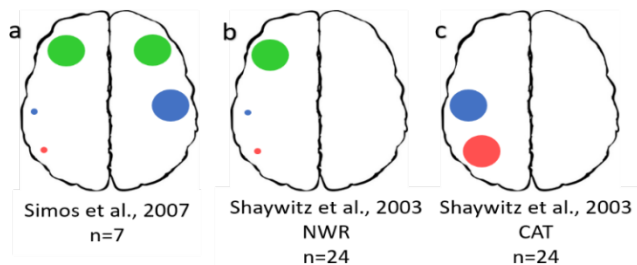 a
Simos et al., 2007
n=7
b
Shaywitz et al., 2003
NWR
n=24
c
Shaywitz et al., 2003
CAT
n=24